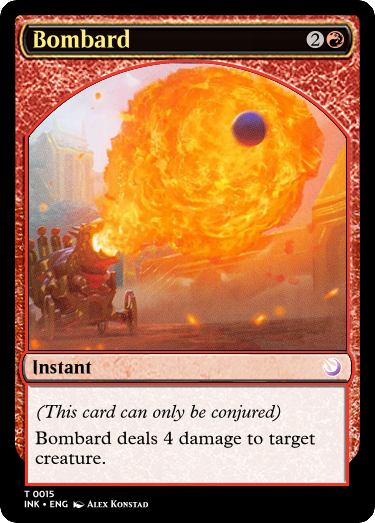 Bombard 2
Instant
(This card can only be conjured)
Bombard deals 4 damage to target
creature.
T 0015
INK • ENG Alex Konstad